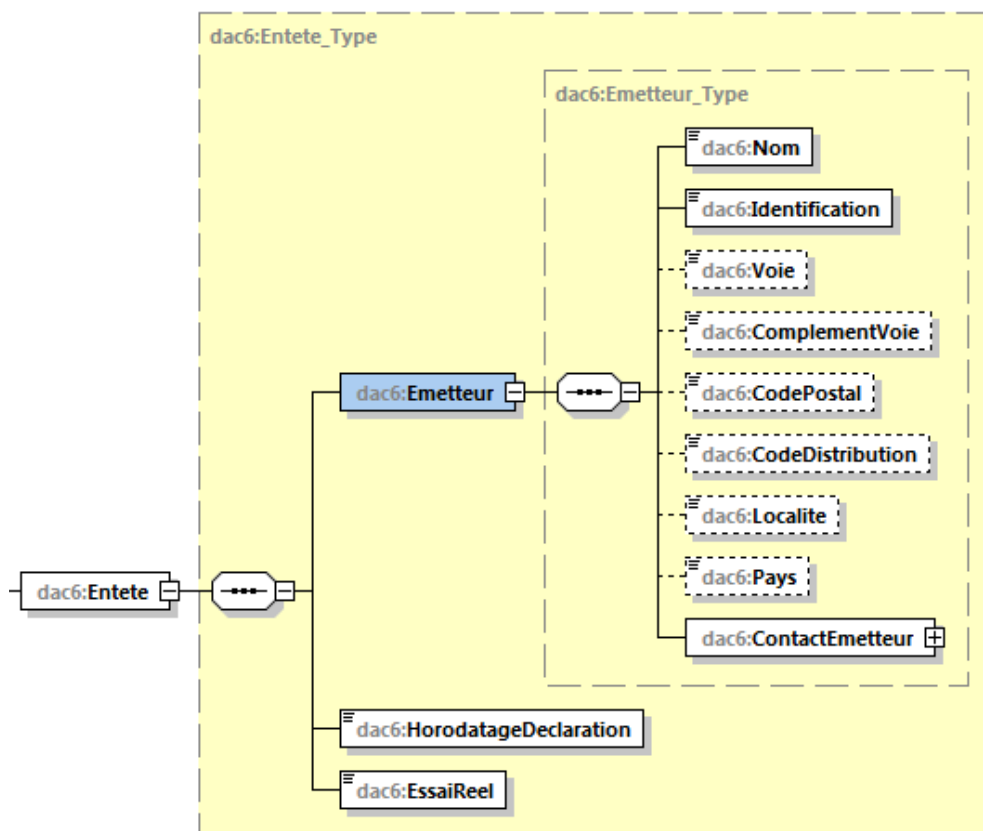 dac6:Entete_Type
dac6:Emetteur_Type
dac6:Nom
dac6:Identification
dac6:Voie
dac6:ComplementVoie
dac6:Emetteur
dac6:CodePostal
dac6:CodeDistribution
dac6:Localite
dac6:Pays
dac6:Entete
dac6:ContactEmetteur
dac6:HorodatageDeclaration
dac6:EssaiReel